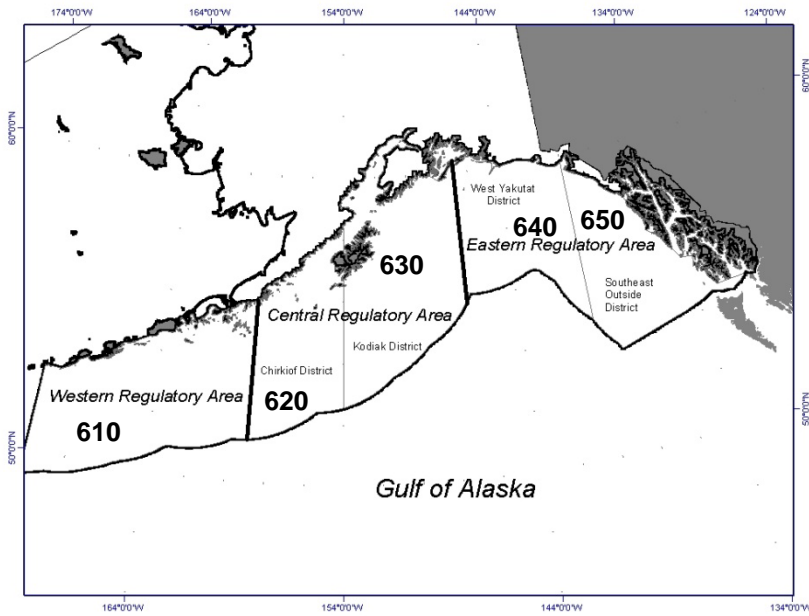 174°0'0"W 164°0'0"W 154°0'0"W 144°0'0"W 134°0'0"W 124°0'0"W
60°0'0"N
60°0'0"N
West Yakutat
District
640
650
Eastern Regulatory Area
630
Southeast
Outside
District
Central Regulatory Area
Kodiak District
Chirkiof District
620
Western Regulatory Area
610
50°0'0"N
50°0'0"N
Gulf of Alaska
164°0'0"W 154°0'0"W 144°0'0"W 134°0'0"W